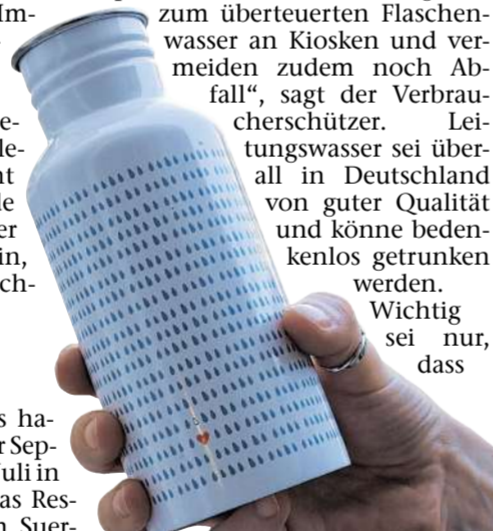 zum überteuerten Flaschen-
wasser an Kiosken und ver-
meiden zudem noch Ab-
fall“, sagt der Verbrau-
cherschützer. Lei-
tungswasser sei über-
all in Deutschland
von guter Qualität
und könne beden-
kenlos getrunken
werden.
Wichtig
sei nur,
dass